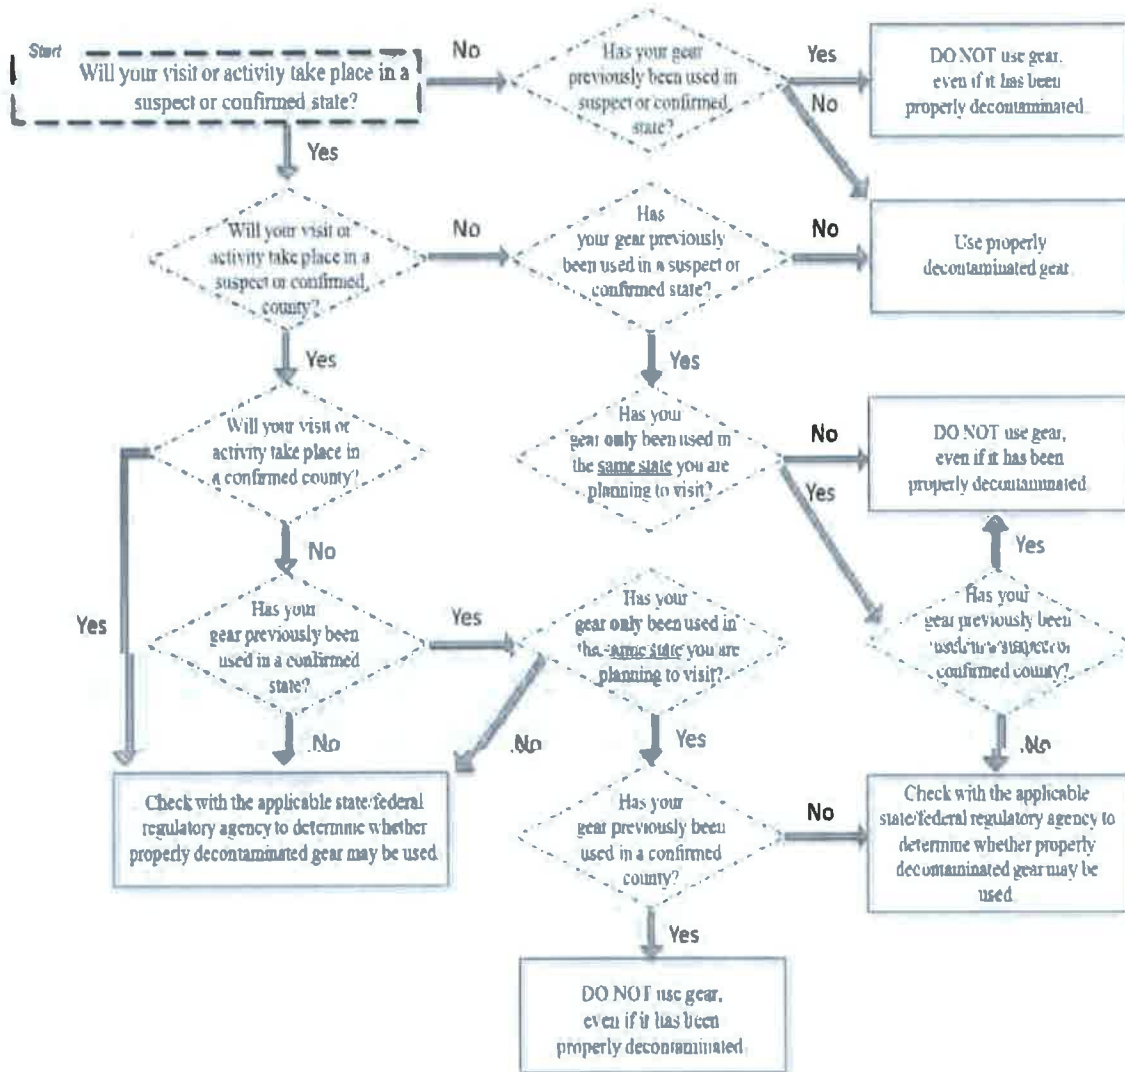 Start
Will your visit or activity take place in a
suspect or confirmed state?
No
Has your gear
previously been used in
suspect or confirmed
state?
Yes
No
DO NOT use gear,
even if it has been
properly decontaminated.
Yes
Will your visit or
activity take place in a
suspect or confirmed
county?
No
Has
your gear previously
been used in a suspect or
confirmed state?
No
Use properly
decontaminated gear.
Yes
Yes
Will your visit or
activity take place in
a confirmed county?
Has your
gear only been used in
the same state you are
planning to visit?
No
Yes
DO NOT use gear,
even if it has been
properly decontaminated
Yes
No
Yes
Has your
gear previously been
used in a confirmed
state?
Yes
Has your
gear only been used in
the same state you are
planning to visit?
Has your
gear previously been
used in a suspect or
confirmed county?
No
No
Yes
No
Check with the applicable state/federal
regulatory agency to determine whether
properly decontaminated gear may be used
Has your
gear previously been
used in a confirmed
county?
No
Check with the applicable
state/federal regulatory agency to
determine whether properly
decontaminated gear may be
used
Yes
DO NOT use gear,
even if it has been
properly decontaminated